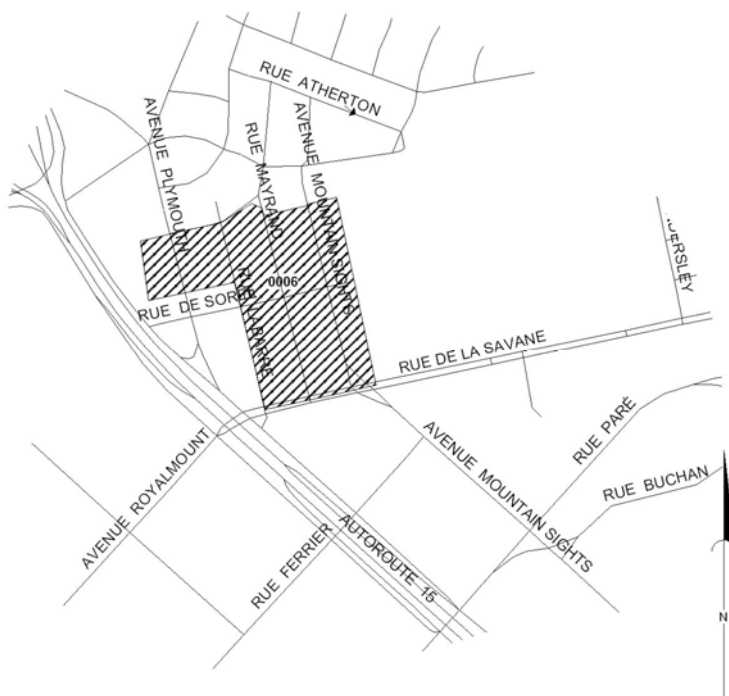 RUE ATHERTON
AVENUE PLYMOUTH
RUE MAYRAND
AVENUE MOUNTAIN SIGHTS
0006
RUE DE SOREL
RUE LABARRE
RUE DE LA SAVANE
AVENUE ROYALMOUNT
RUE FERRIER
AUTOROUTE 15
AVENUE MOUNTAIN SIGHTS
RUE PARÉ
RUE BUCHAN
N